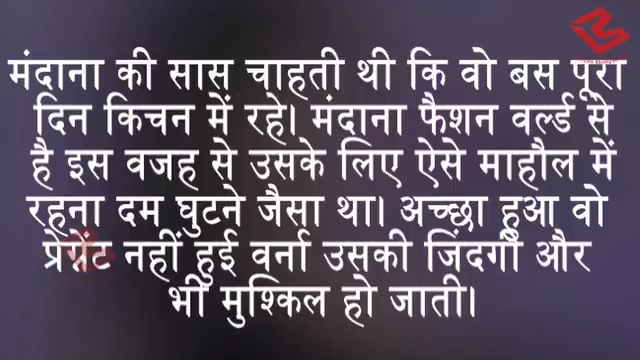 मंदाना की सास चाहती थी कि वो बस पूरा
दिन किचन में रहे। मंदाना फैशन वर्ल्ड से
है इस वजह से उसके लिए ऐसे माहौल में
रहना दम घुटने जैसा था। अच्छा हुआ वो
प्रेग्नेंट नहीं हुई वर्ना उसकी जिंदगी और
भी मुश्किल हो जाती।